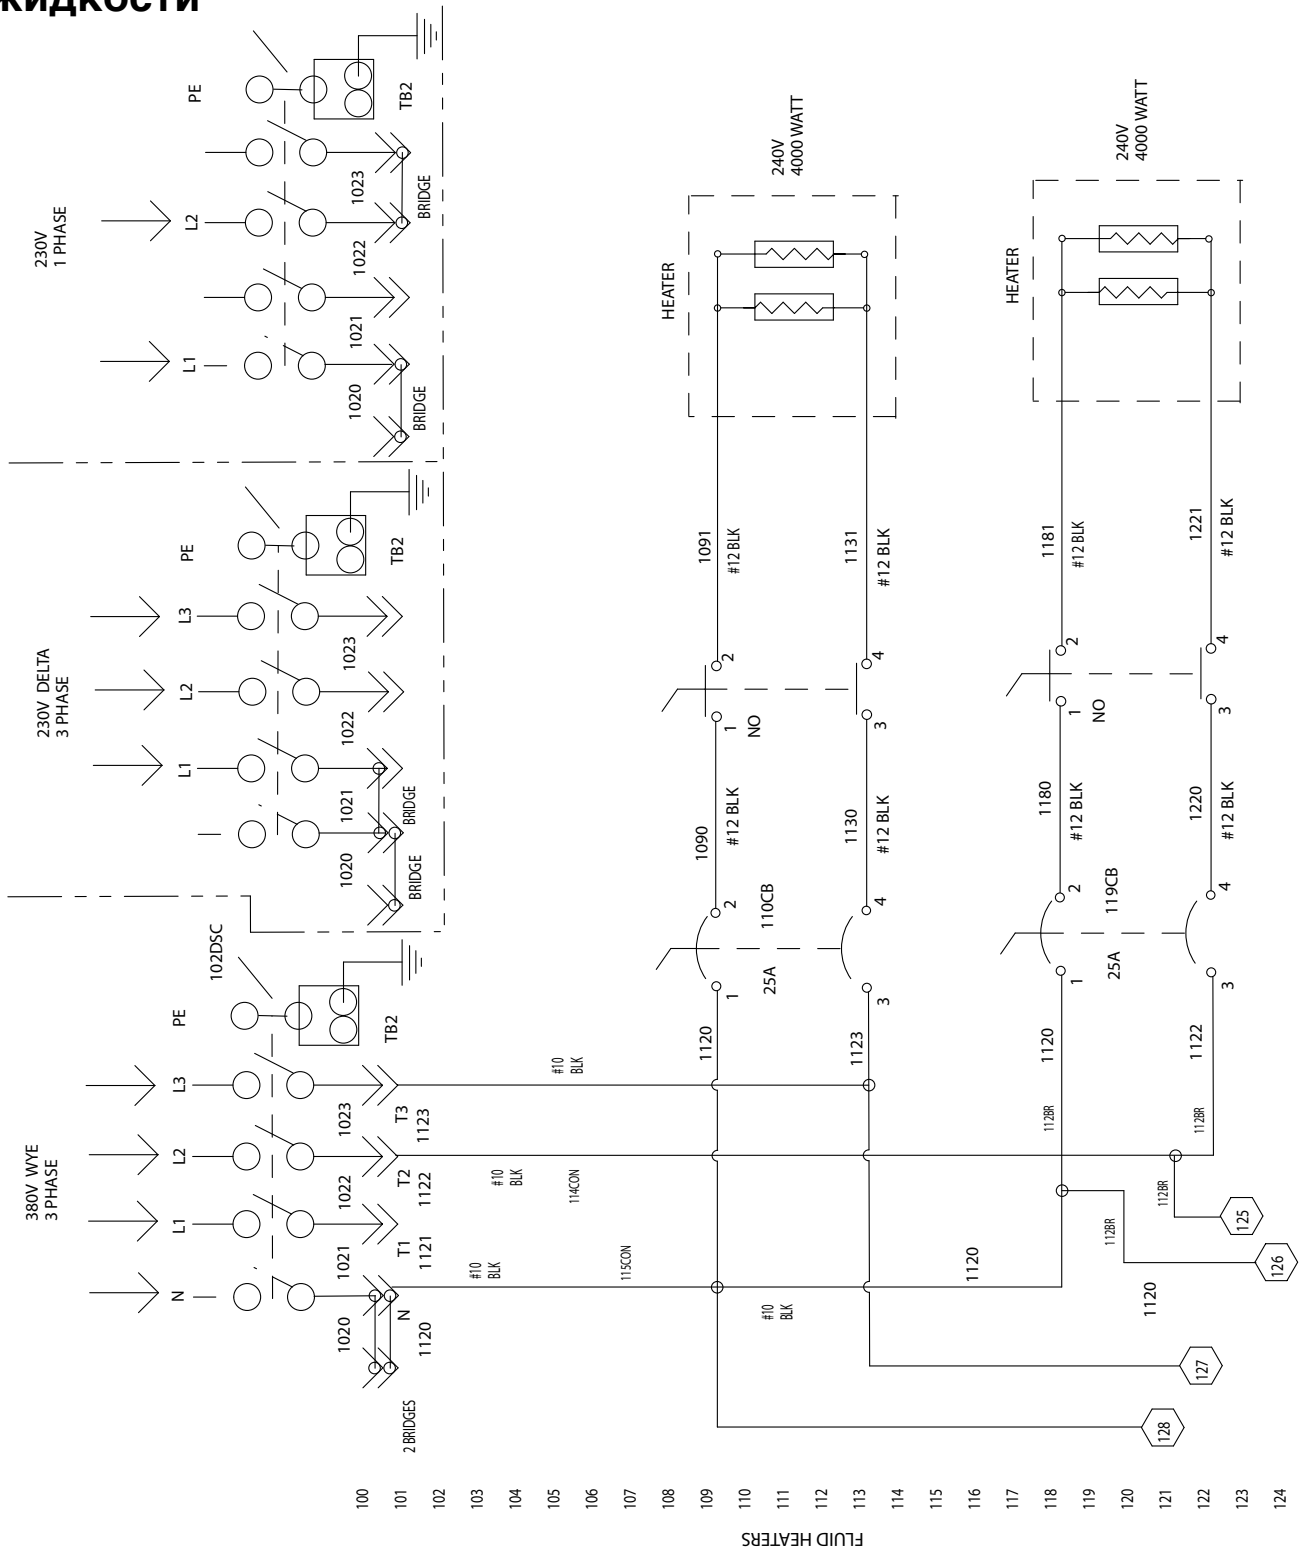 жидкости
230V
1 PHASE
L1
L2
PE
TB2
1020
1021
1022
1023
BRIDGE
BRIDGE
230V DELTA
3 PHASE
L1
L2
L3
PE
TB2
1020
1021
1022
1023
BRIDGE
BRIDGE
380V WYE
3 PHASE
N
L1
L2
L3
PE
102DSC
TB2
1020
1021
1022
1023
N
1120
T1
1121
T2
1122
T3
1123
2 BRIDGES
#10
BLK
#10
BLK
#10
BLK
#10
BLK
114CON
115CON
1120
1123
1
2
3
4
25A
110CB
1090
#12 BLK
1130
#12 BLK
1
2
3
4
NO
1091
#12 BLK
1131
#12 BLK
HEATER
240V
4000 WATT
1120
1122
112BR
112BR
112BR
112BR
1120
1120
1
2
3
4
25A
119CB
1180
#12 BLK
1220
#12 BLK
1
2
3
4
NO
1181
#12 BLK
1221
#12 BLK
HEATER
240V
4000 WATT
125
126
127
128
100
101
102
103
104
105
106
107
108
109
110
111
112
113
114
115
116
117
118
119
120
121
122
123
124
FLUID HEATERS